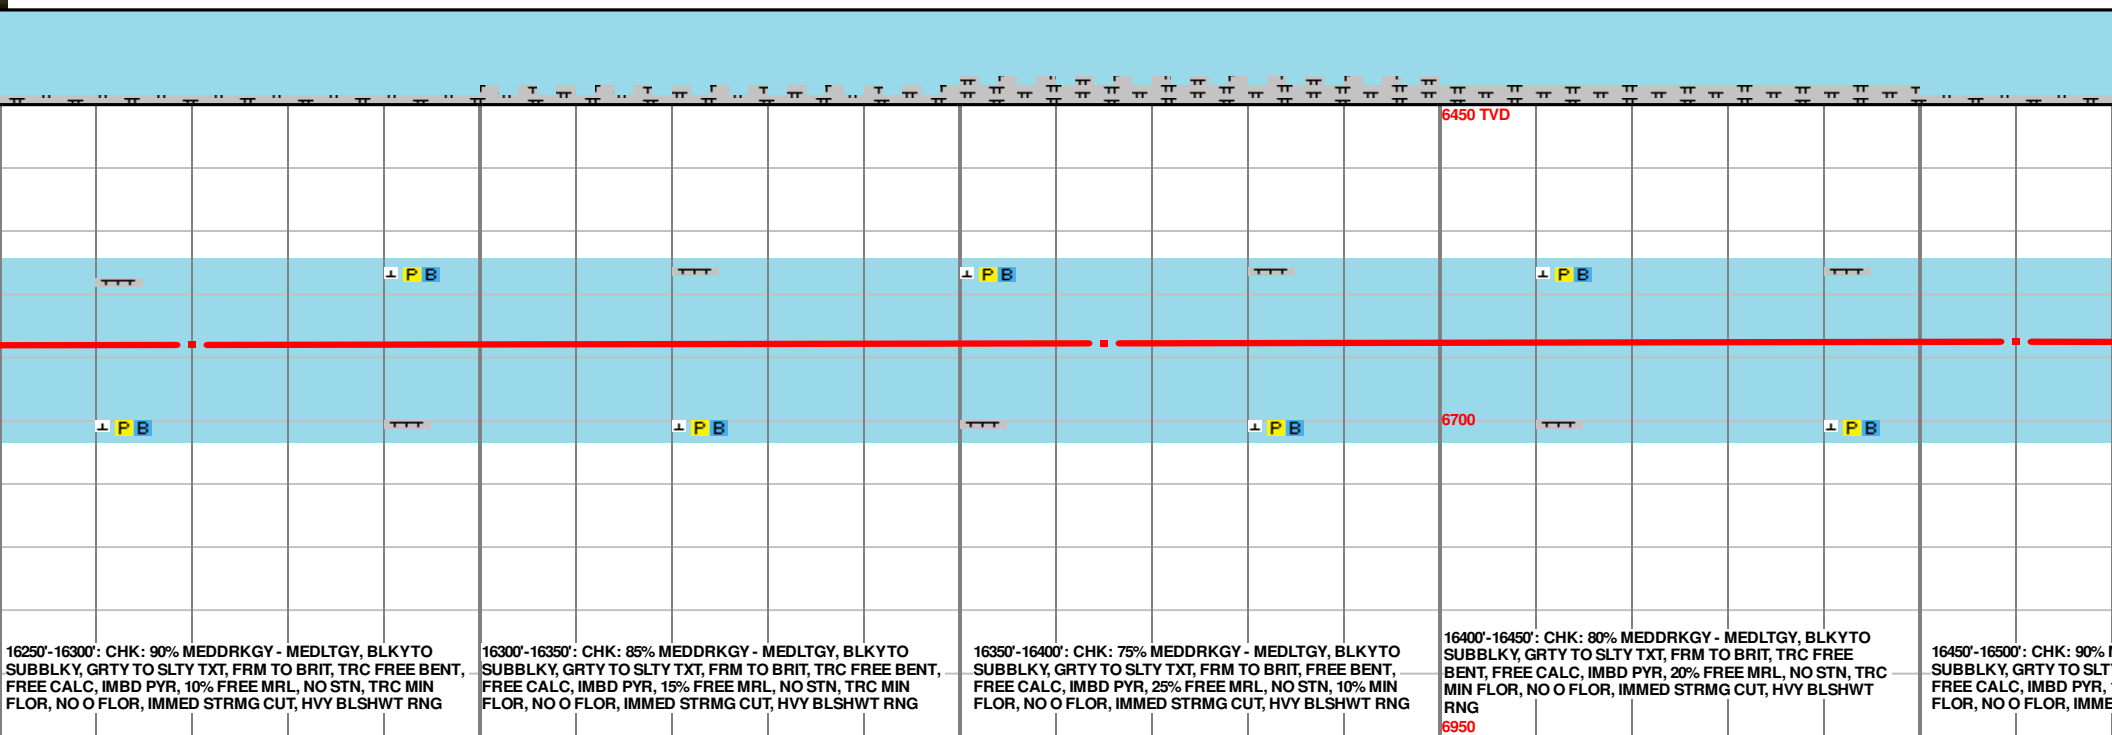 6450 TVD
⊥ P B
⊥ P B
⊥ P B
6700
⊥ P B
⊥ P B
⊥ P B
⊥ P B
16250'-16300': CHK: 90% MEDDRKGY - MEDLTGY, BLKY TO
SUBBLKY, GRTY TO SLTY TXT, FRM TO BRIT, TRC FREE BENT,
FREE CALC, IMBD PYR, 10% FREE MRL, NO STN, TRC MIN
FLOR, NO O FLOR, IMMED STRMG CUT, HVY BLSHWT RNG
16300'-16350': CHK: 85% MEDDRKGY - MEDLTGY, BLKY TO
SUBBLKY, GRTY TO SLTY TXT, FRM TO BRIT, TRC FREE BENT,
FREE CALC, IMBD PYR, 15% FREE MRL, NO STN, TRC MIN
FLOR, NO O FLOR, IMMED STRMG CUT, HVY BLSHWT RNG
16350'-16400': CHK: 75% MEDDRKGY - MEDLTGY, BLKY TO
SUBBLKY, GRTY TO SLTY TXT, FRM TO BRIT, FREE BENT,
FREE CALC, IMBD PYR, 25% FREE MRL, NO STN, 10% MIN
FLOR, NO O FLOR, IMMED STRMG CUT, HVY BLSHWT RNG
16400'-16450': CHK: 80% MEDDRKGY - MEDLTGY, BLKY TO
SUBBLKY, GRTY TO SLTY TXT, FRM TO BRIT, TRC FREE
BENT, FREE CALC, IMBD PYR, 20% FREE MRL, NO STN, TRC
MIN FLOR, NO O FLOR, IMMED STRMG CUT, HVY BLSHWT
RNG
6950
16450'-16500': CHK: 90%
SUBBLKY, GRTY TO SLT
FREE CALC, IMBD PYR,
FLOR, NO O FLOR, IMME